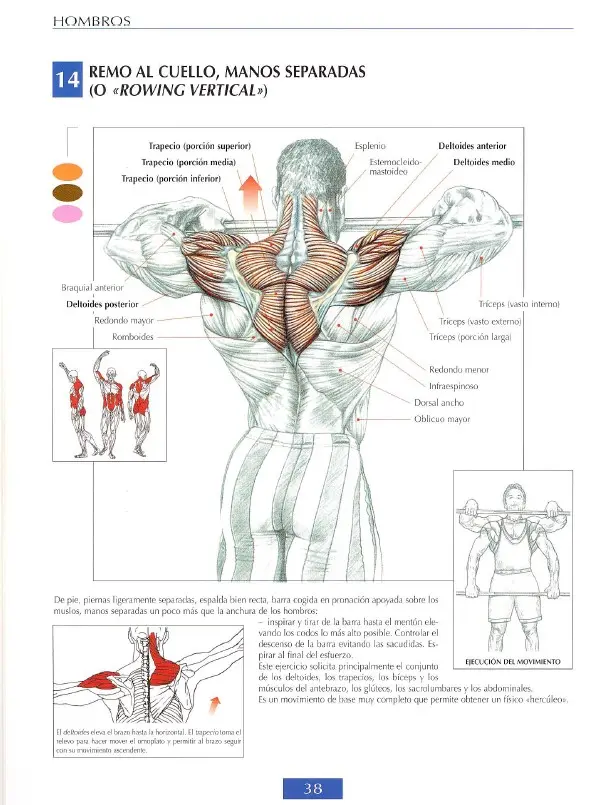 HOMBROS
14
REMO AL CUELLO, MANOS SEPARADAS
(O «ROWING VERTICAL»)
Trapecio (porción superior)
Trapecio (porción media)
Trapecio (porción inferior)
Esplenio
Esternocleido-
mastoideo
Deltoides anterior
Deltoides medio
Braquial anterior
Deltoides posterior
Redondo mayor
Romboides
Tríceps (vasto interno)
Tríceps (vasto externo)
Tríceps (porción larga)
Redondo menor
Infraespinoso
Dorsal ancho
Oblicuo mayor
De pie, piernas ligeramente separadas, espalda bien recta, barra cogida en pronación apoyada sobre los
muslos, manos separadas un poco más que la anchura de los hombros:
– inspirar y tirar de la barra hasta el mentón ele-
vando los codos lo más alto posible. Controlar el
descenso de la barra evitando las sacudidas. Es-
pirar al final del esfuerzo.
Este ejercicio solicita principalmente el conjunto
de los deltoides, los trapecios, los bíceps y los
músculos del antebrazo, los glúteos, los sacrolumbares y los abdominales.
Es un movimiento de base muy completo que permite obtener un físico «hercúleo».
EJECUCIÓN DEL MOVIMIENTO
El deltoides eleva el brazo hasta la horizontal. El trapecio toma el
relevo para hacer mover el omoplato y permitir al brazo seguir
con su movimiento ascendente.
38